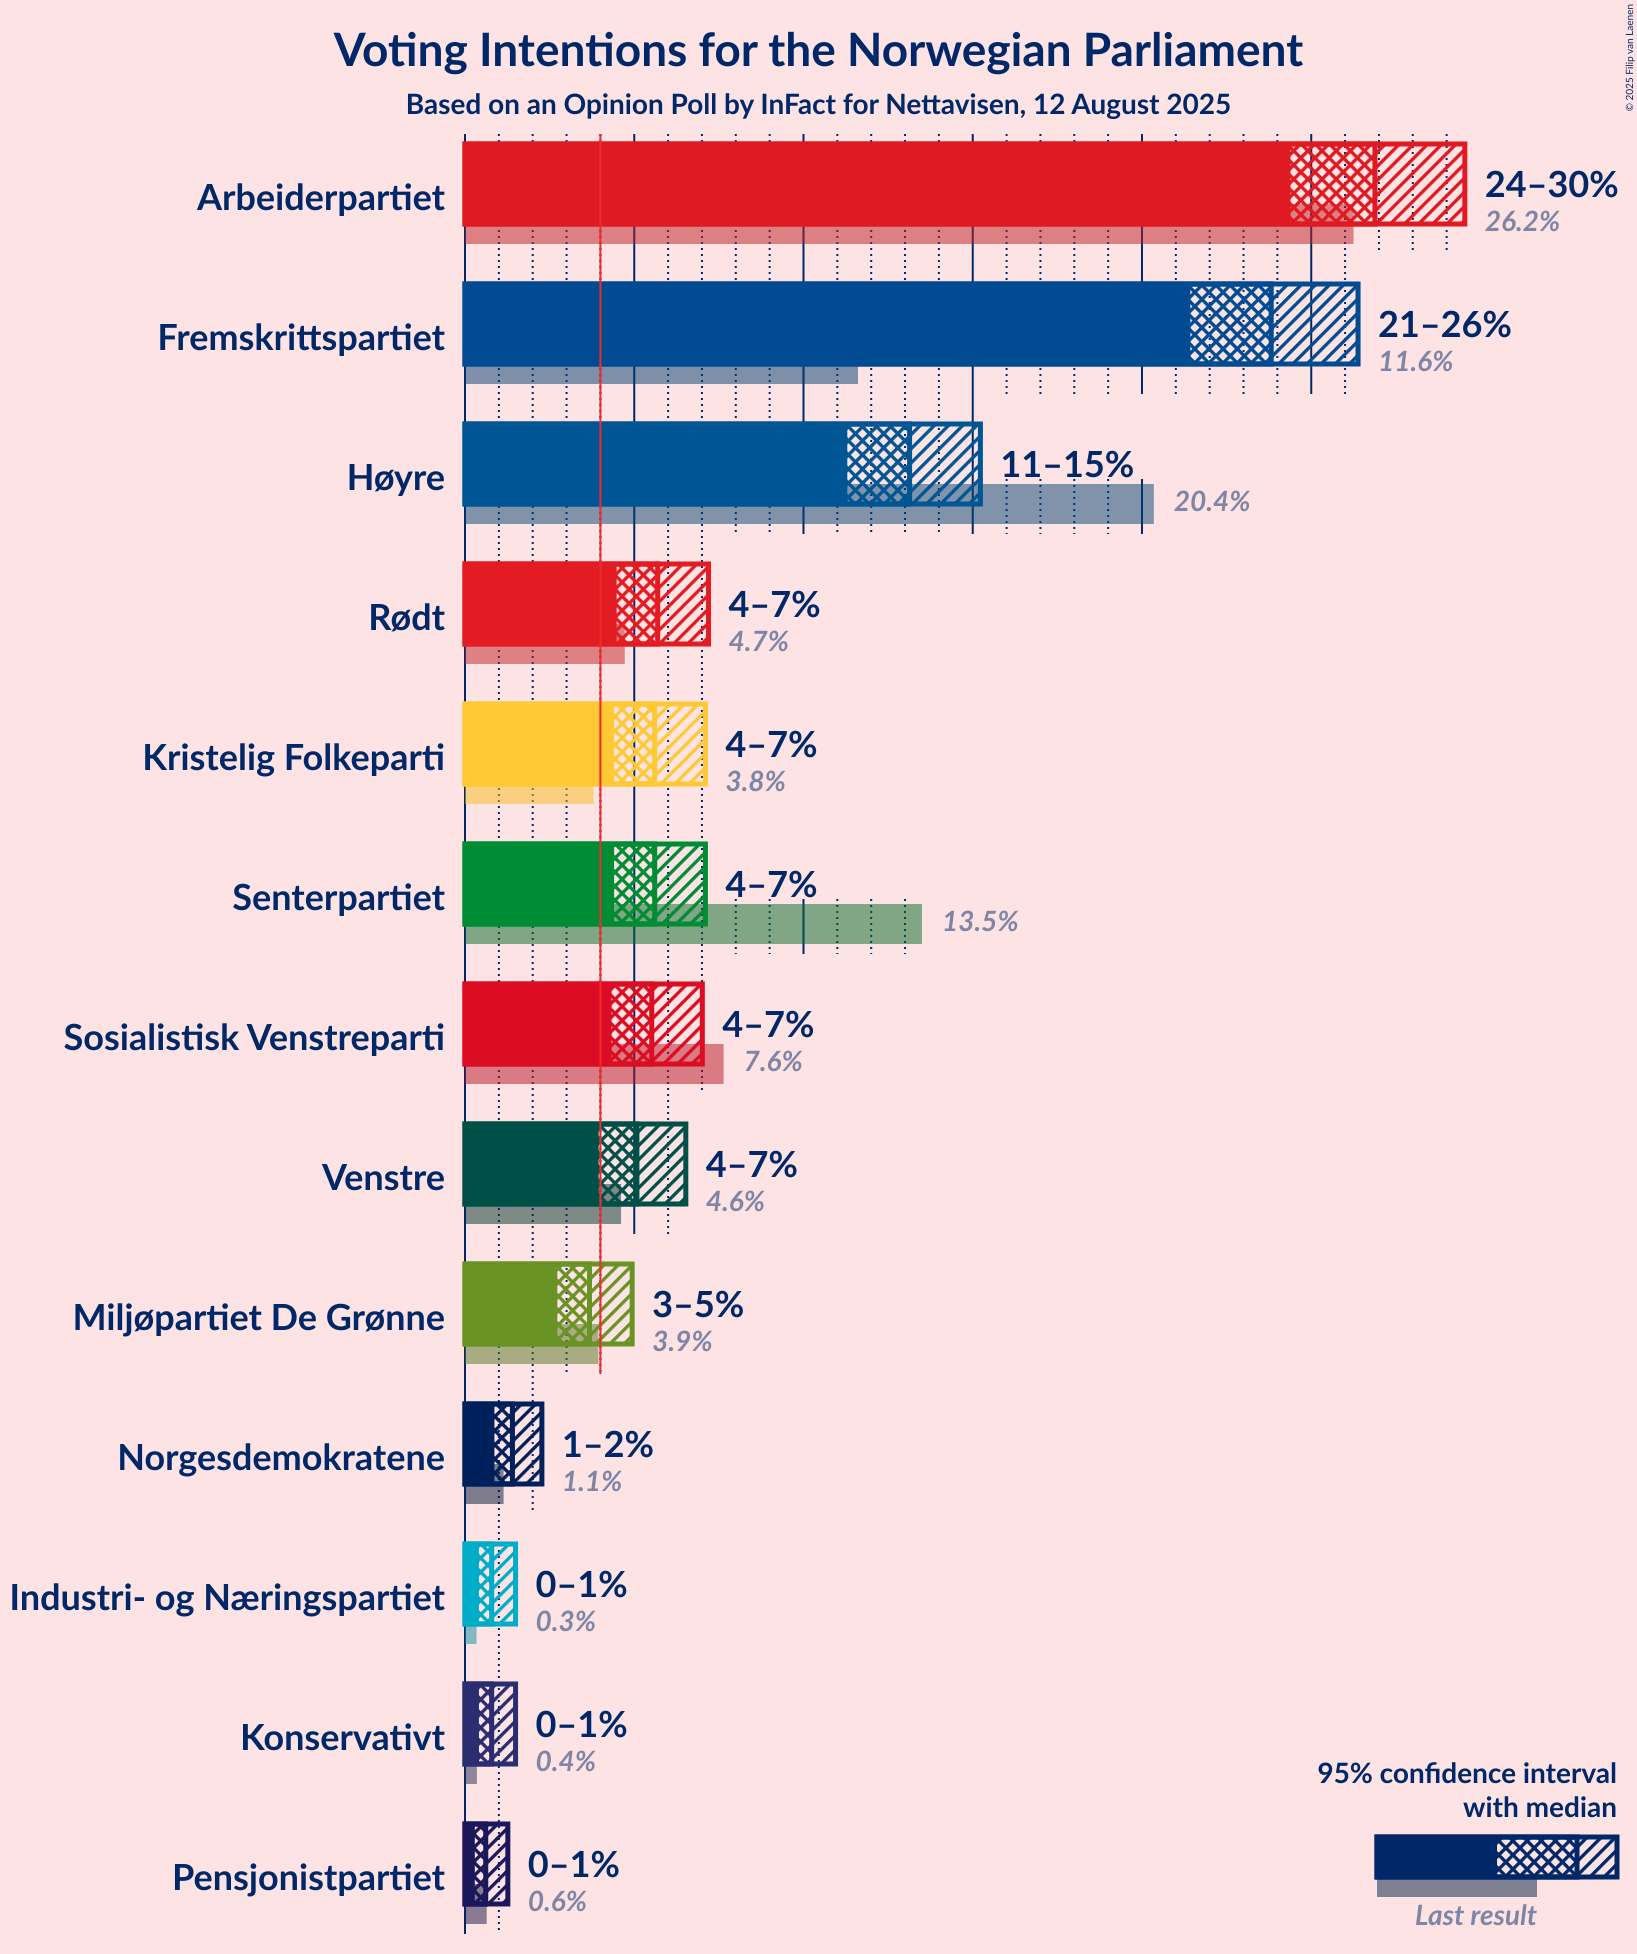 © 2025 Filip van Laenen
Voting Intentions for the Norwegian Parliament
Based on an Opinion Poll by InFact for Nettavisen, 12 August 2025
Arbeiderpartiet
24–30%
26.2%
Fremskrittspartiet
21–26%
11.6%
Høyre
11–15%
20.4%
Rødt
4–7%
4.7%
Kristelig Folkeparti
4–7%
3.8%
Senterpartiet
4–7%
13.5%
Sosialistisk Venstreparti
4–7%
7.6%
Venstre
4–7%
4.6%
Miljøpartiet De Grønne
3–5%
3.9%
Norgesdemokratene
1–2%
1.1%
Industri- og Næringspartiet
0–1%
0.3%
Konservativt
0–1%
0.4%
Pensjonistpartiet
0–1%
0.6%
95% confidence interval
with median
Last result